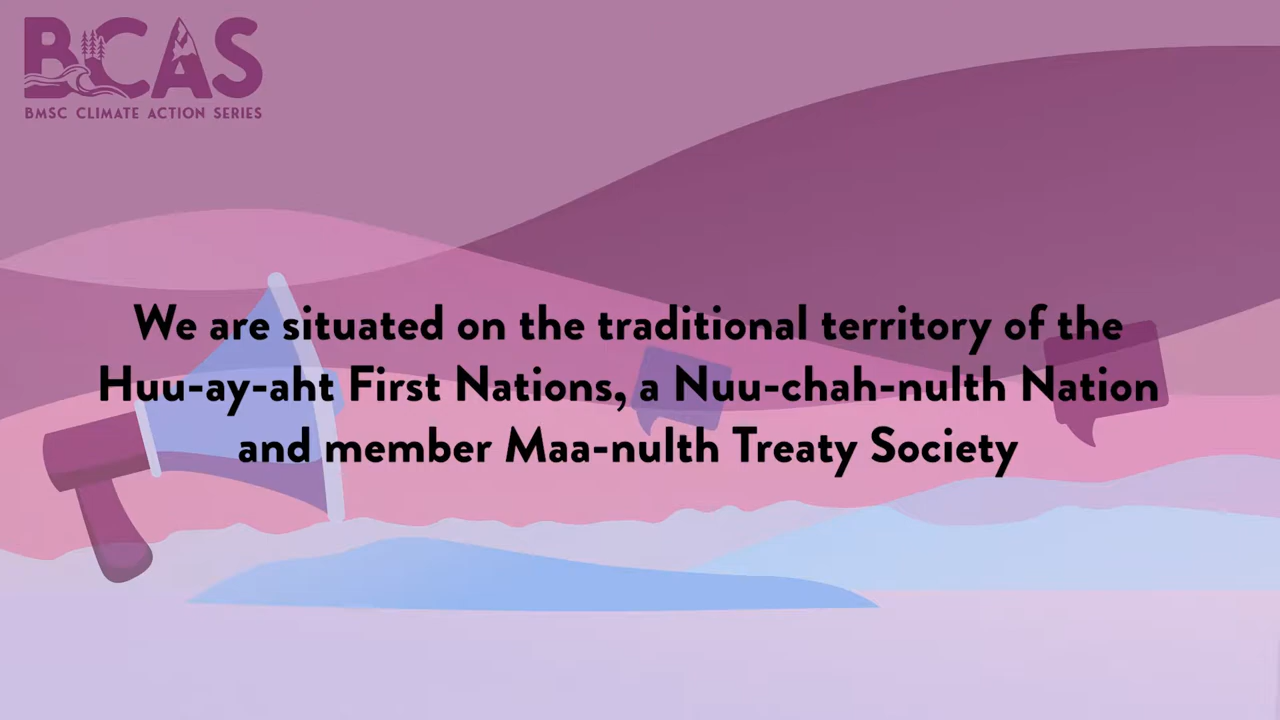 BCAS
BMSC CLIMATE ACTION SERIES
We are situated on the traditional territory of the
Huu-ay-aht First Nations, a Nuu-chah-nulth Nation
and member Maa-nulth Treaty Society